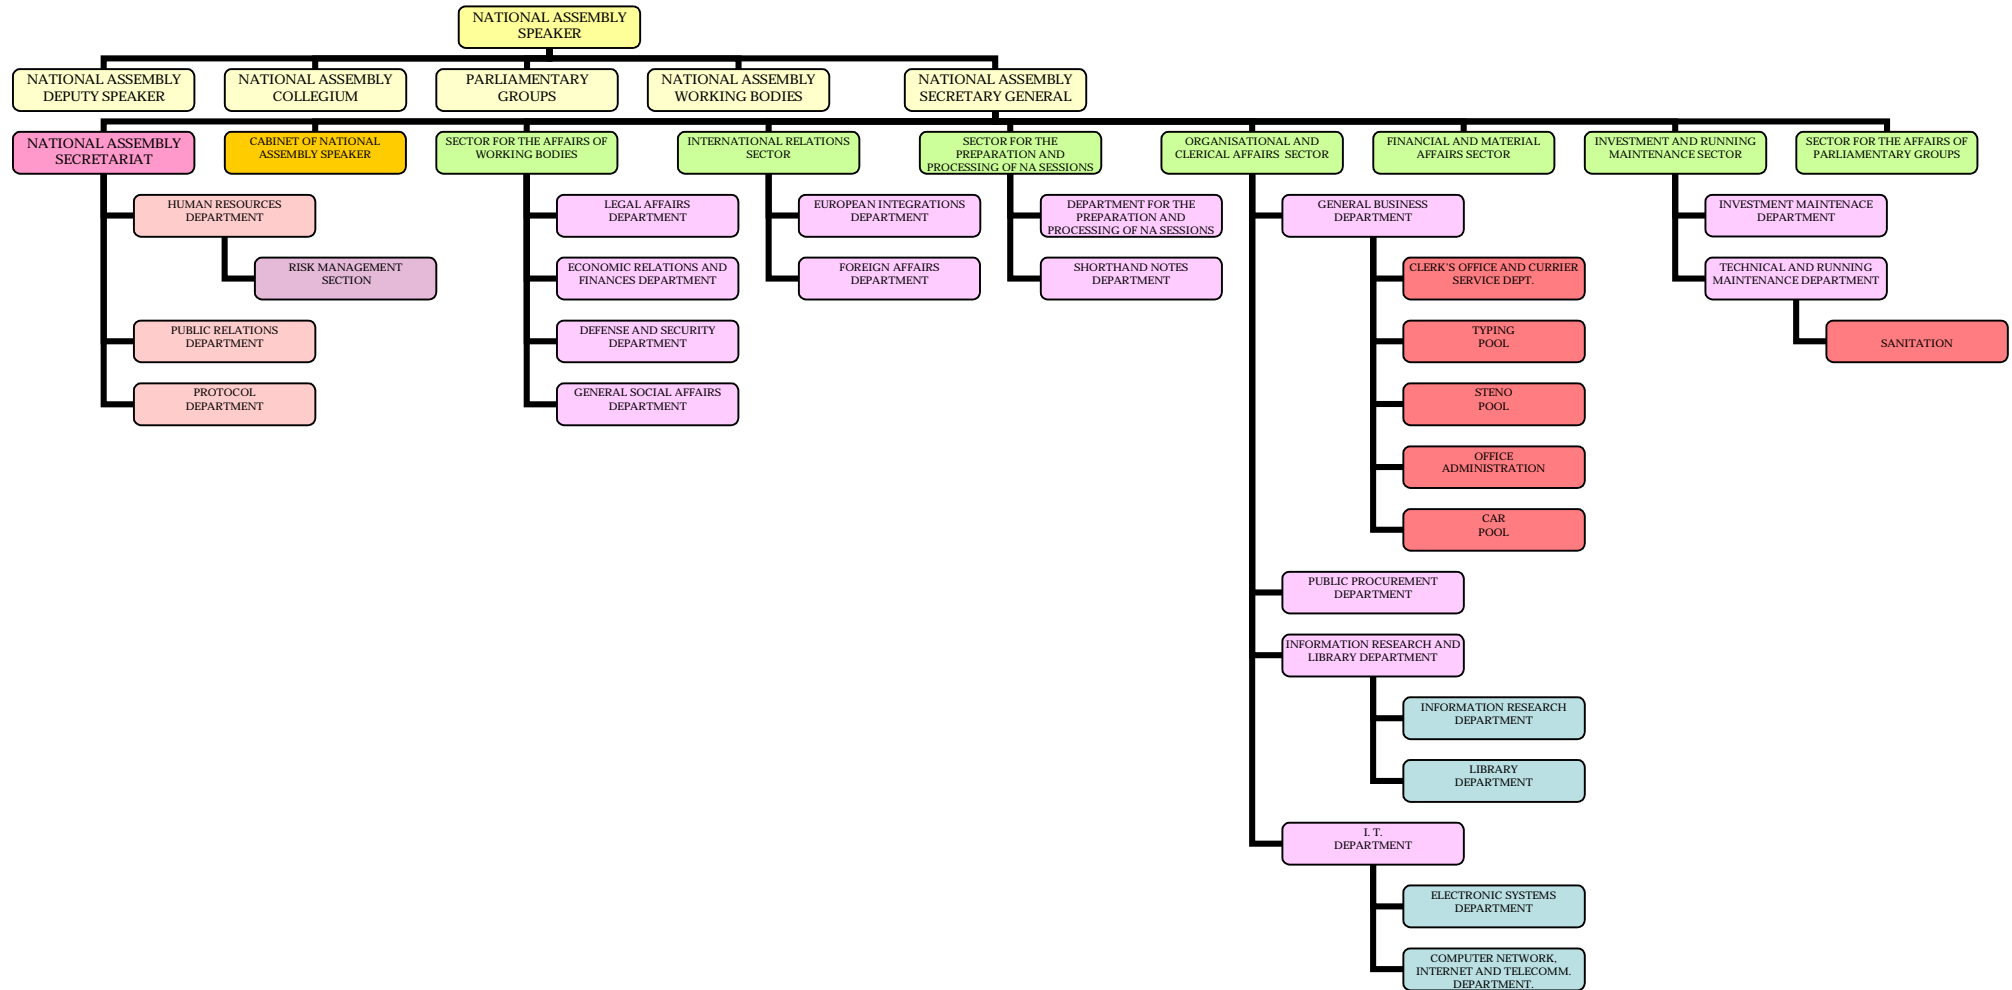 NATIONAL ASSEMBLY
SPEAKER
NATIONAL ASSEMBLY
DEPUTY SPEAKER
NATIONAL ASSEMBLY
COLLEGIUM
PARLIAMENTARY
GROUPS
NATIONAL ASSEMBLY
WORKING BODIES
NATIONAL ASSEMBLY
SECRETARY GENERAL
NATIONAL ASSEMBLY
SECRETARIAT
CABINET OF NATIONAL
ASSEMBLY SPEAKER
SECTOR FOR THE AFFAIRS OF
WORKING BODIES
INTERNATIONAL RELATIONS
SECTOR
SECTOR FOR THE
PREPARATION AND
PROCESSING OF NA SESSIONS
ORGANISATIONAL AND
CLERICAL AFFAIRS SECTOR
FINANCIAL AND MATERIAL
AFFAIRS SECTOR
INVESTMENT AND RUNNING
MAINTENANCE SECTOR
SECTOR FOR THE AFFAIRS OF
PARLIAMENTARY GROUPS
HUMAN RESOURCES
DEPARTMENT
RISK MANAGEMENT
SECTION
PUBLIC RELATIONS
DEPARTMENT
PROTOCOL
DEPARTMENT
LEGAL AFFAIRS
DEPARTMENT
ECONOMIC RELATIONS AND
FINANCES DEPARTMENT
DEFENSE AND SECURITY
DEPARTMENT
GENERAL SOCIAL AFFAIRS
DEPARTMENT
EUROPEAN INTEGRATIONS
DEPARTMENT
FOREIGN AFFAIRS
DEPARTMENT
DEPARTMENT FOR THE
PREPARATION AND
PROCESSING OF NA SESSIONS
SHORTHAND NOTES
DEPARTMENT
GENERAL BUSINESS
DEPARTMENT
CLERK'S OFFICE AND CURRIER
SERVICE DEPT.
TYPING
POOL
STENO
POOL
OFFICE
ADMINISTRATION
CAR
POOL
PUBLIC PROCUREMENT
DEPARTMENT
INFORMATION RESEARCH AND
LIBRARY DEPARTMENT
INFORMATION RESEARCH
DEPARTMENT
LIBRARY
DEPARTMENT
I. T.
DEPARTMENT
ELECTRONIC SYSTEMS
DEPARTMENT
COMPUTER NETWORK,
INTERNET AND TELECOMM.
DEPARTMENT.
INVESTMENT MAINTENACE
DEPARTMENT
TECHNICAL AND RUNNING
MAINTENANCE DEPARTMENT
SANITATION